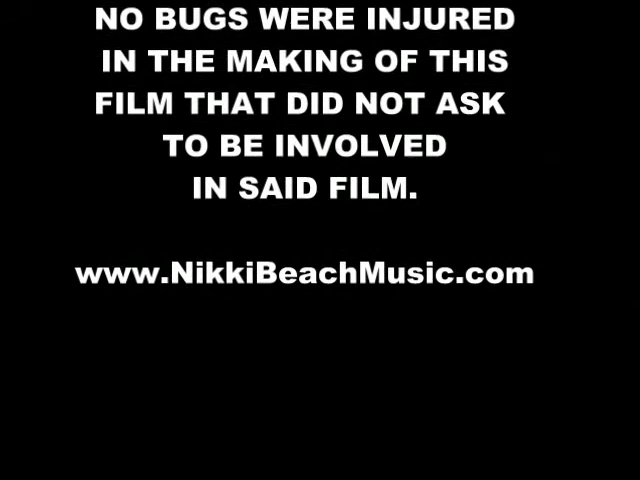 NO BUGS WERE INJURED
IN THE MAKING OF THIS
FILM THAT DID NOT ASK
TO BE INVOLVED
IN SAID FILM.
www.NikkiBeachMusic.com